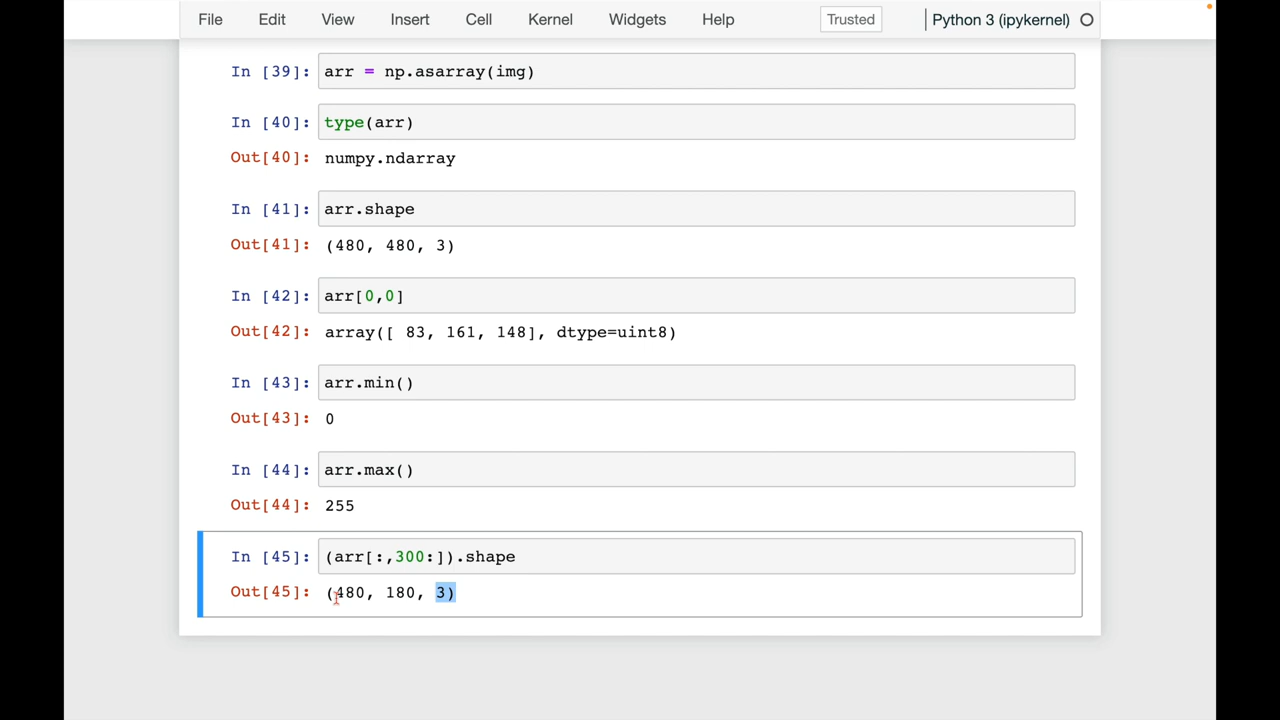 File Edit View Insert Cell Kernel Widgets Help Trusted Python 3 (ipykernel)
In [39]: arr = np.asarray(img)
In [40]: type(arr)
Out[40]: numpy.ndarray
In [41]: arr.shape
Out[41]: (480, 480, 3)
In [42]: arr[0,0]
Out[42]: array([ 83, 161, 148], dtype=uint8)
In [43]: arr.min()
Out[43]: 0
In [44]: arr.max()
Out[44]: 255
In [45]: (arr[:,300:]).shape
Out[45]: (480, 180, 3)